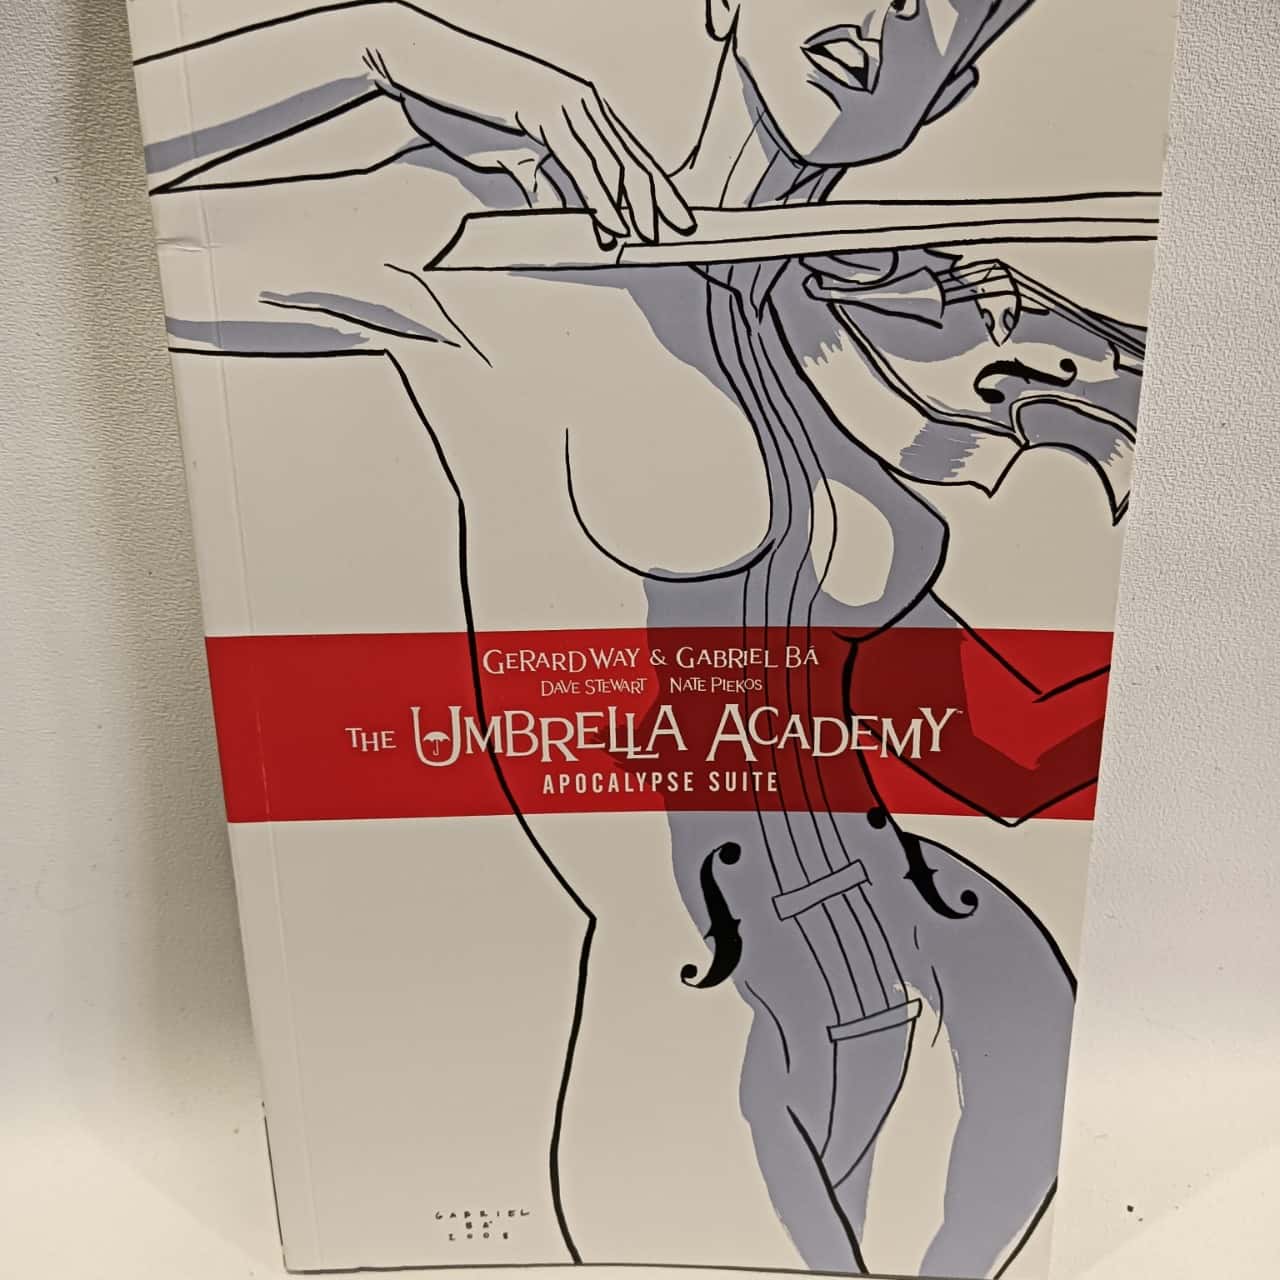 GERARD WAY & GABRIEL BÁ
DAVE STEWART NATE PIEKOS
THE UMBRELLA ACADEMY™
APOCALYPSE SUITE
GABRIEL
BÁ
2008